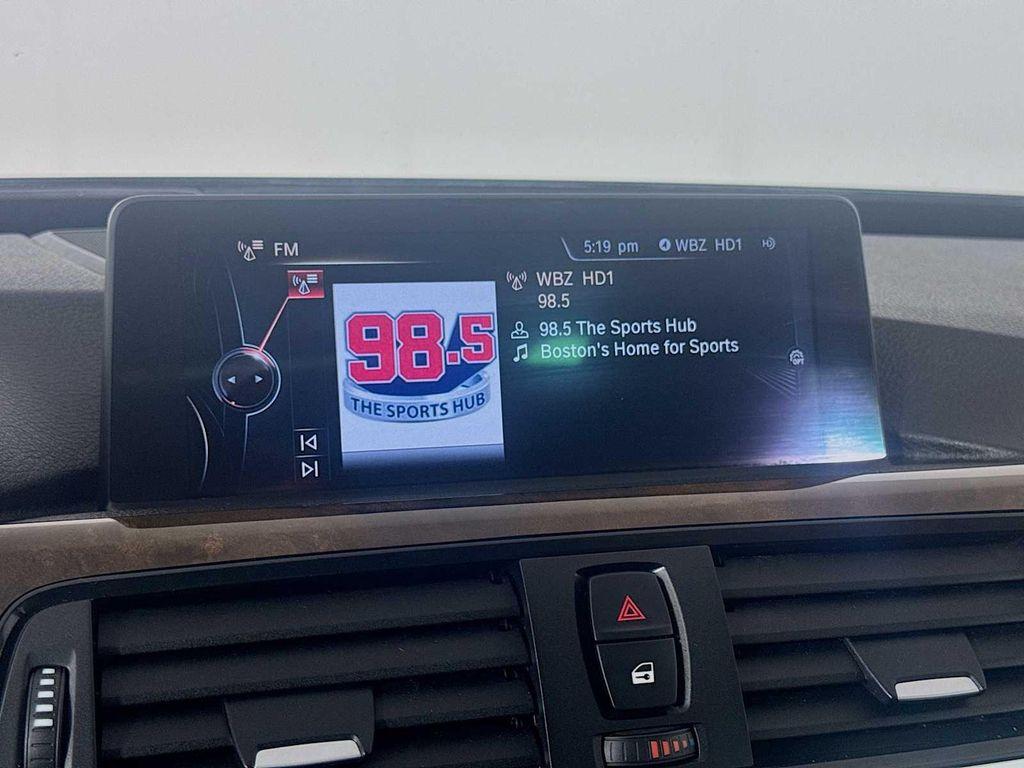 FM
5:19 pm WBZ HD1
WBZ HD1
98.5
98.5 The Sports Hub
Boston's Home for Sports
98.5
THE SPORTS HUB
OPT